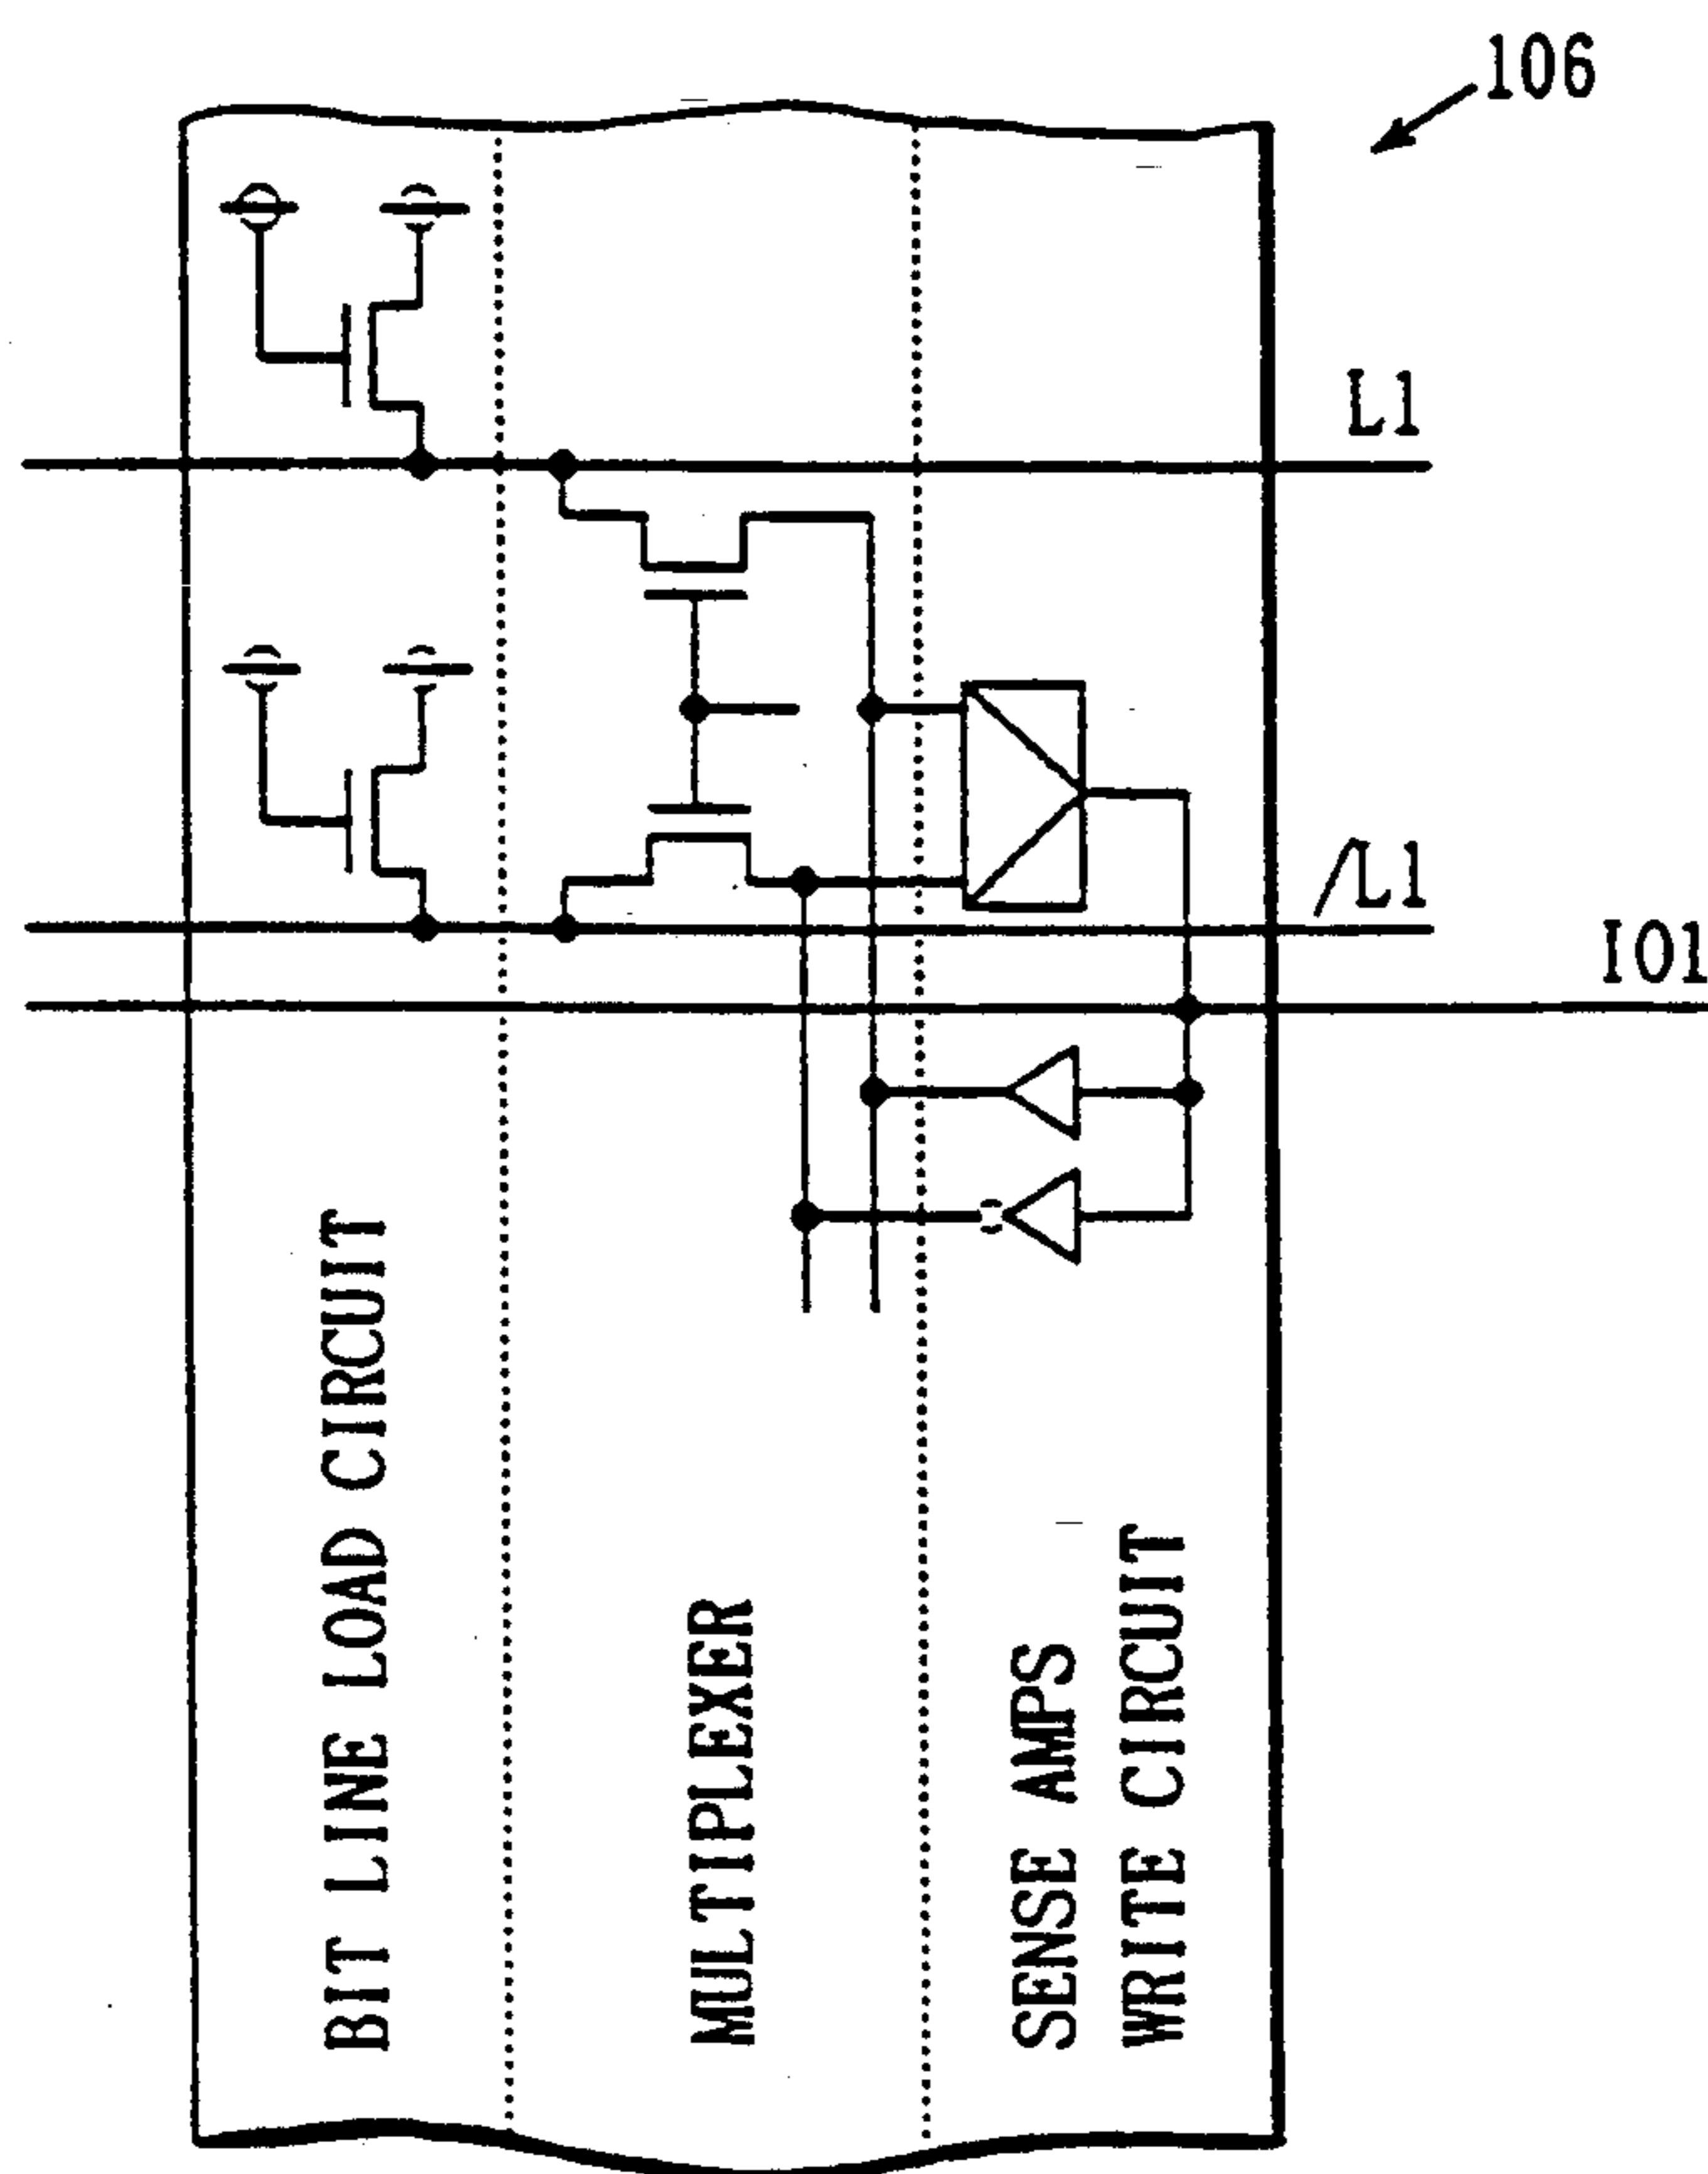 106
L1
/L1
IO1
BIT LINE LOAD CIRCUIT
MULTIPLEXER
SENSE AMPS
WRITE CIRCUIT